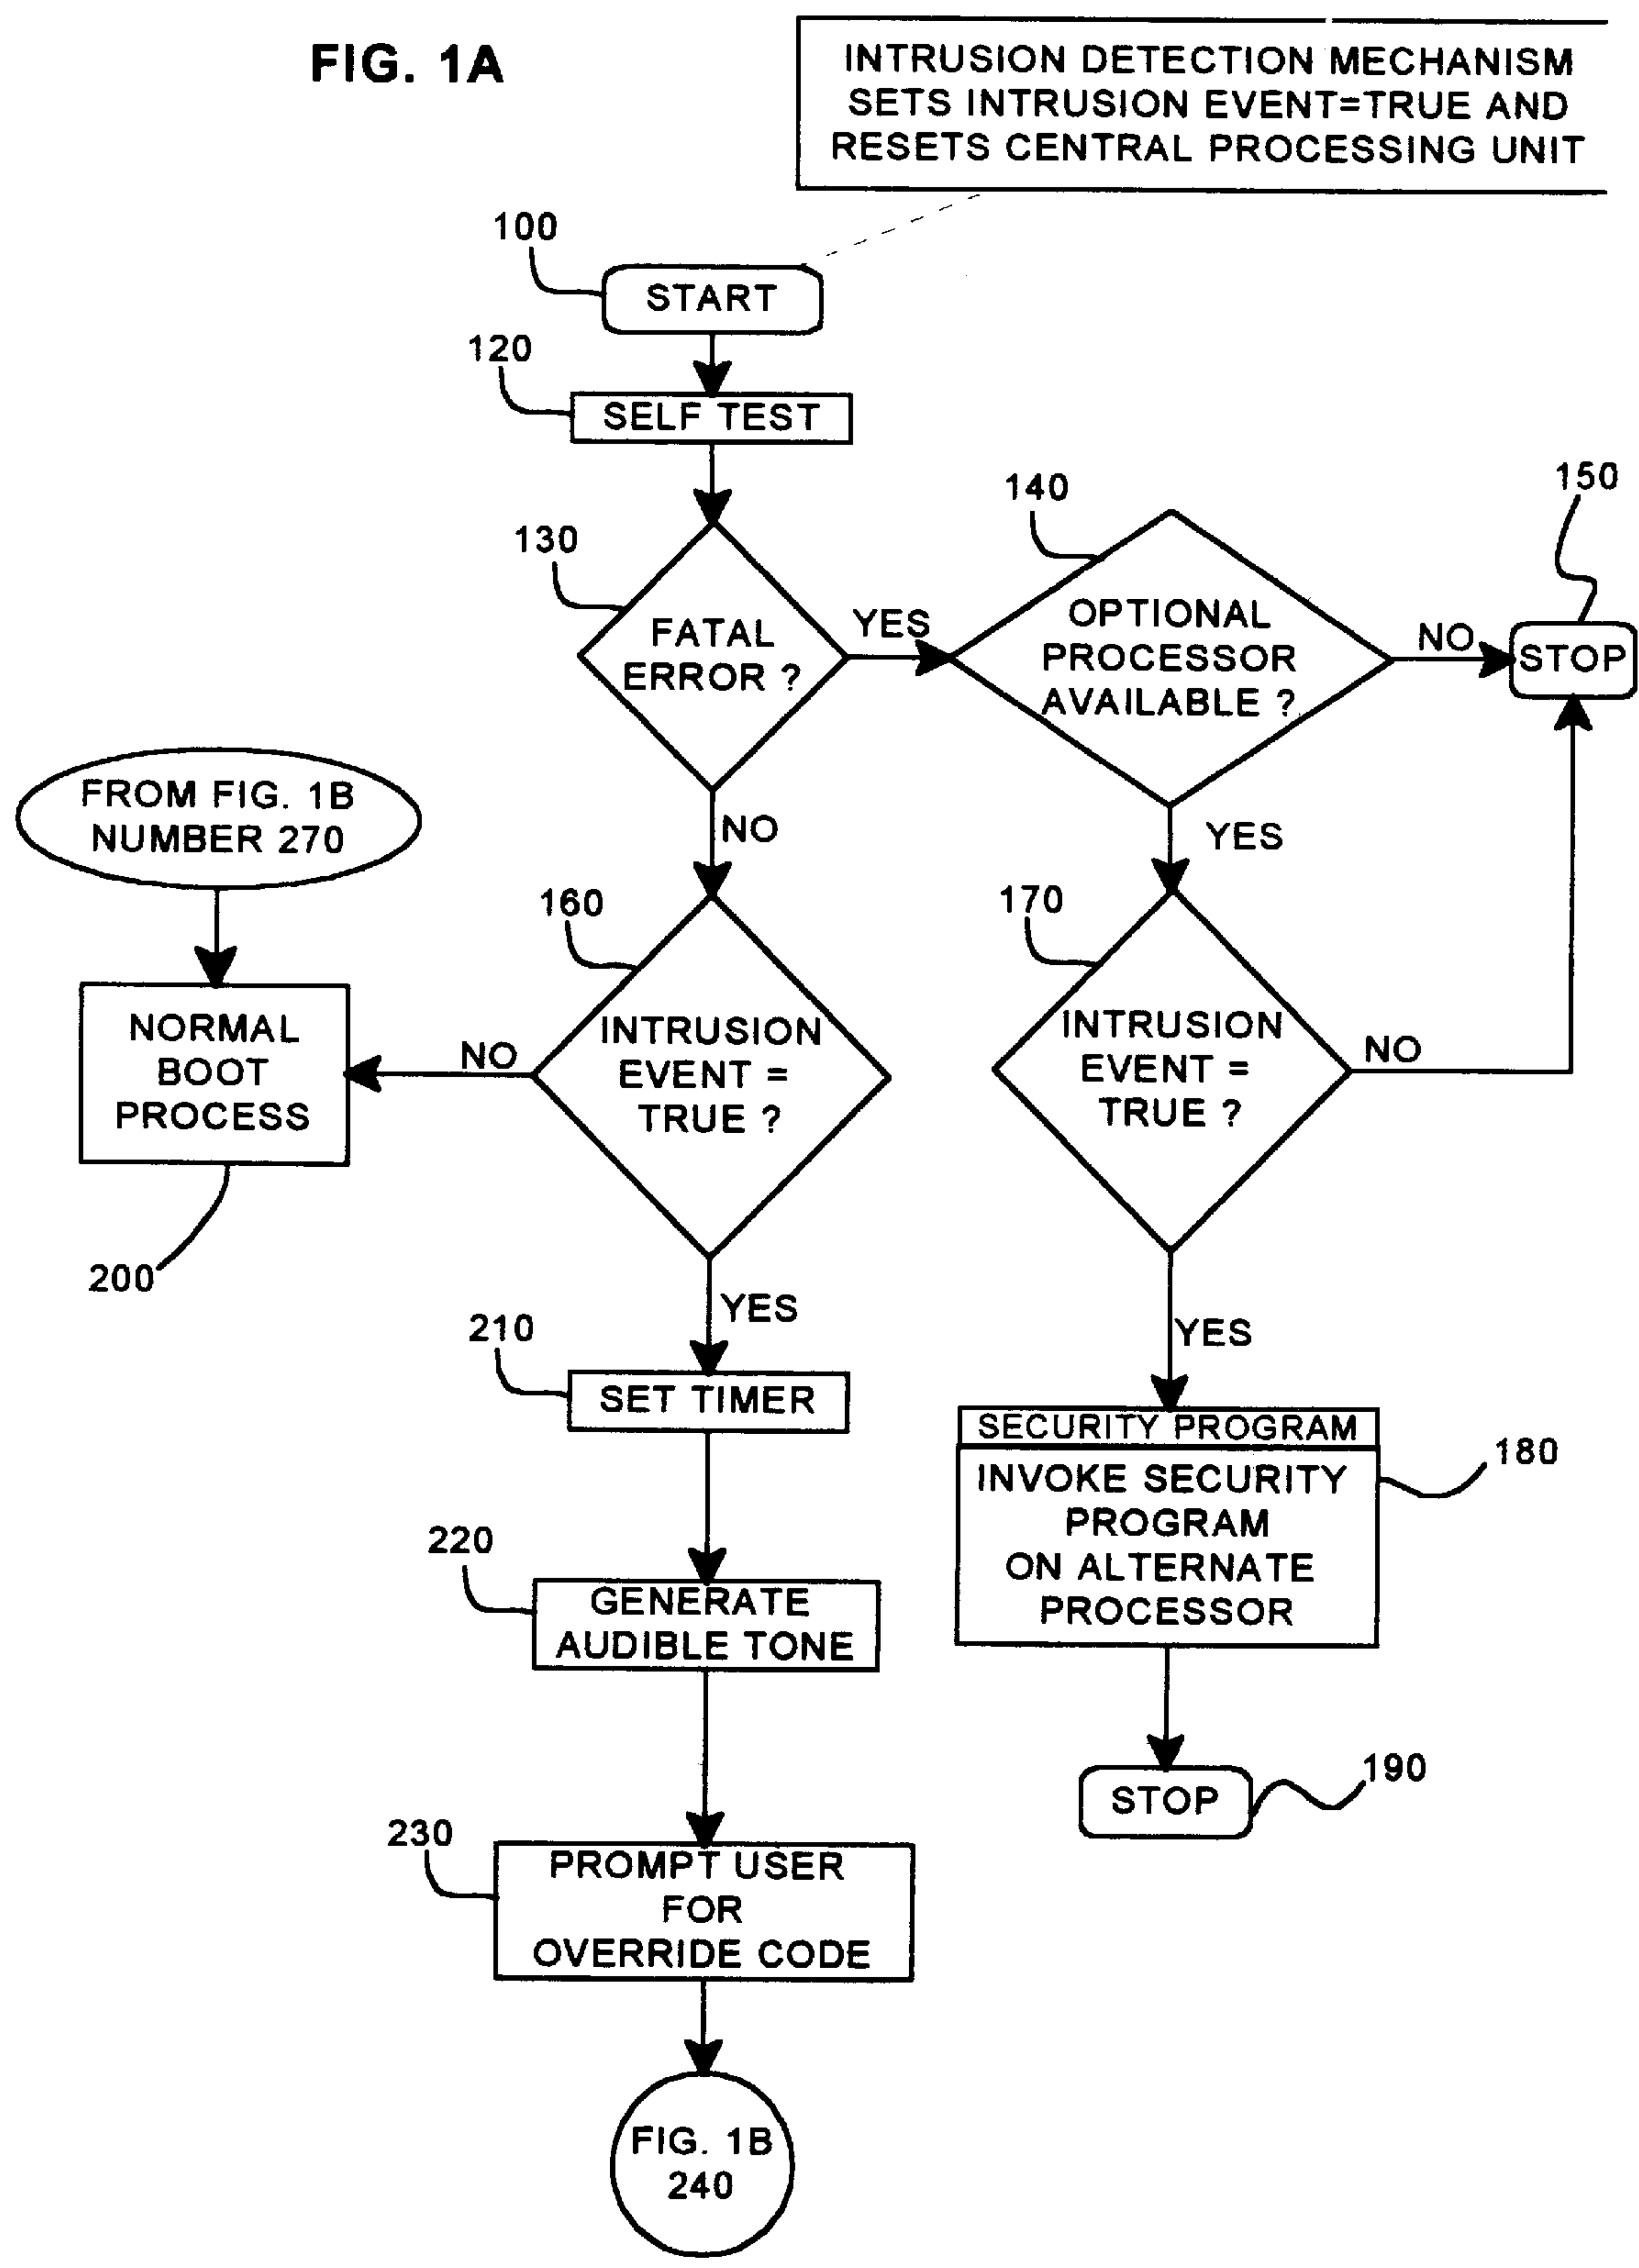 FIG. 1A
INTRUSION DETECTION MECHANISM
SETS INTRUSION EVENT=TRUE AND
RESETS CENTRAL PROCESSING UNIT
100
START
120
SELF TEST
130
FATAL
ERROR ?
YES
140
OPTIONAL
PROCESSOR
AVAILABLE ?
NO
150
STOP
FROM FIG. 1B
NUMBER 270
NO
YES
160
INTRUSION
EVENT =
TRUE ?
170
INTRUSION
EVENT =
TRUE ?
NO
NO
NORMAL
BOOT
PROCESS
200
YES
YES
210
SET TIMER
SECURITY PROGRAM
INVOKE SECURITY
PROGRAM
ON ALTERNATE
PROCESSOR
180
220
GENERATE
AUDIBLE TONE
STOP
190
230
PROMPT USER
FOR
OVERRIDE CODE
FIG. 1B
240